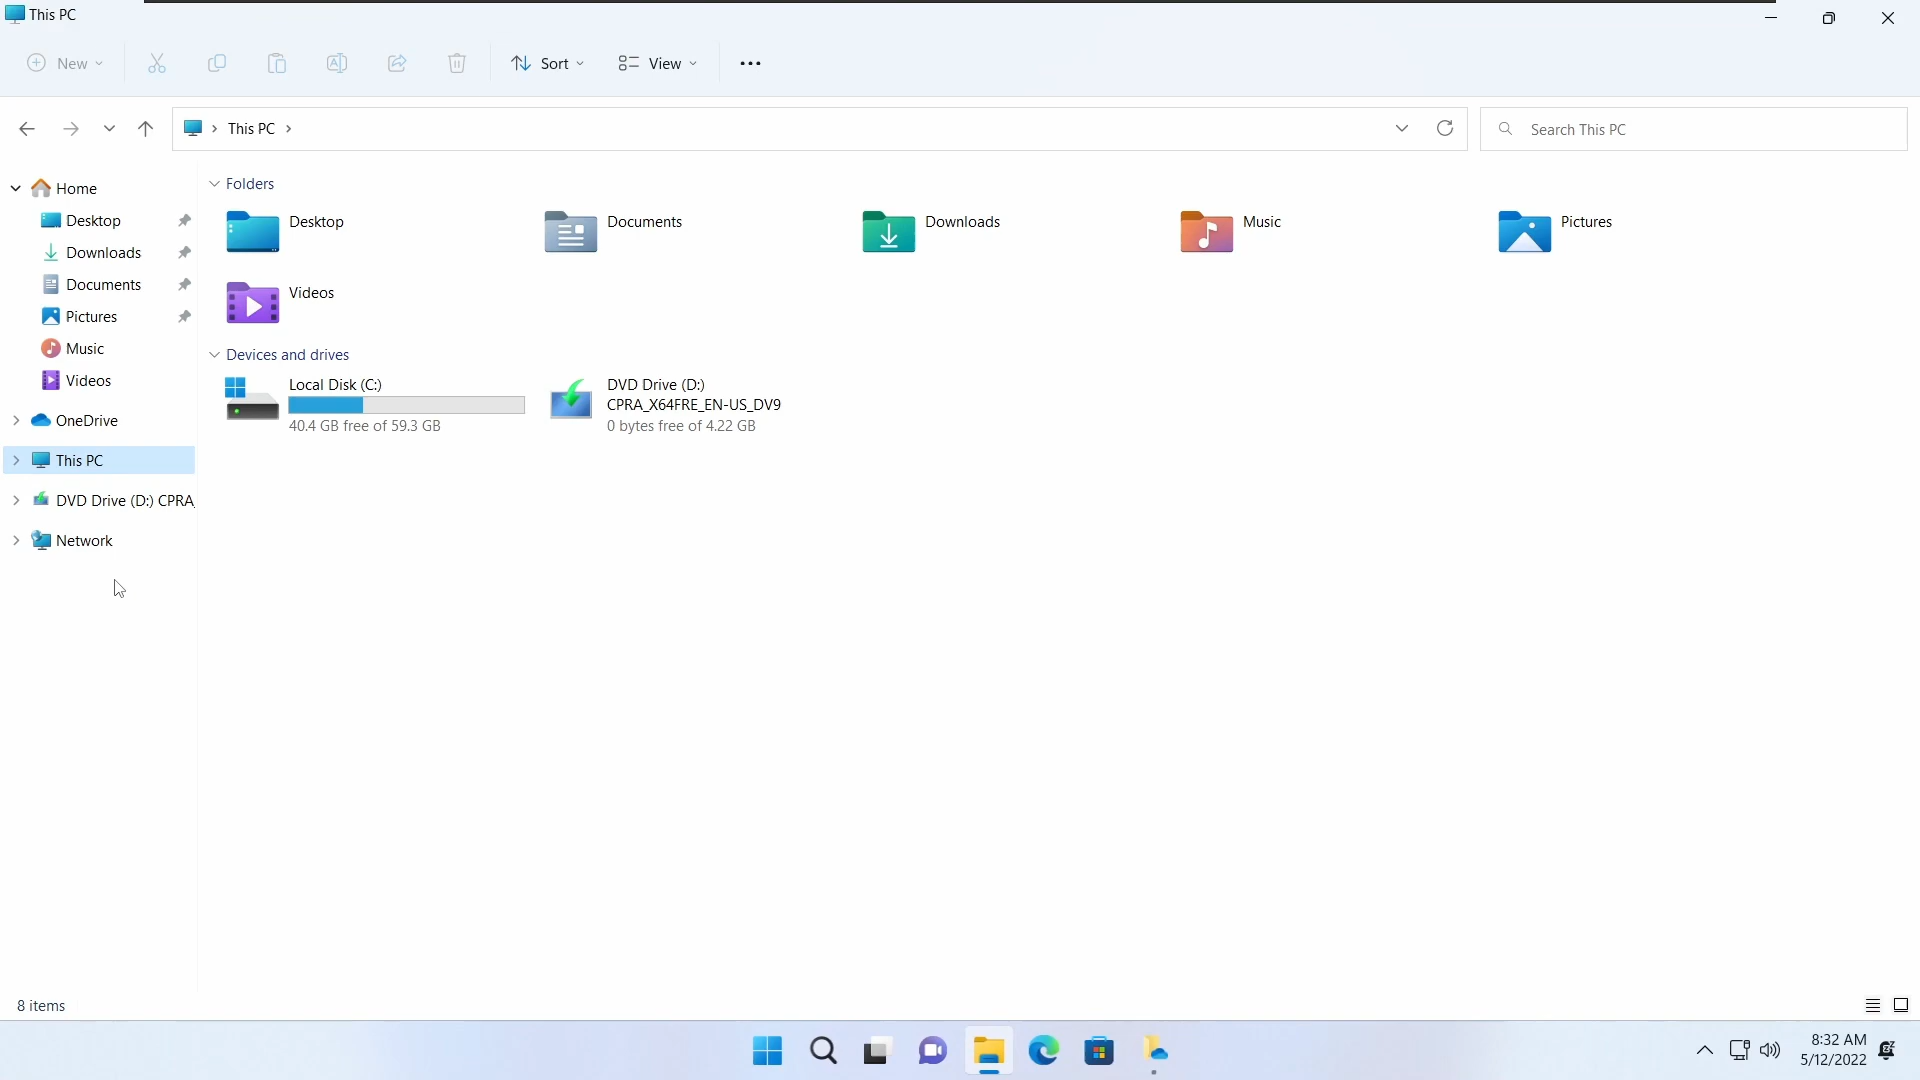 This PC
New
Sort
View
This PC
Search This PC
Home
Desktop
Downloads
Documents
Pictures
Music
Videos
OneDrive
This PC
DVD Drive (D:) CPRA
Network
Folders
Desktop
Documents
Downloads
Music
Pictures
Videos
Devices and drives
Local Disk (C:)
40.4 GB free of 59.3 GB
DVD Drive (D:)
CPRA_X64FRE_EN-US_DV9
0 bytes free of 4.22 GB
8 items
8:32 AM
5/12/2022